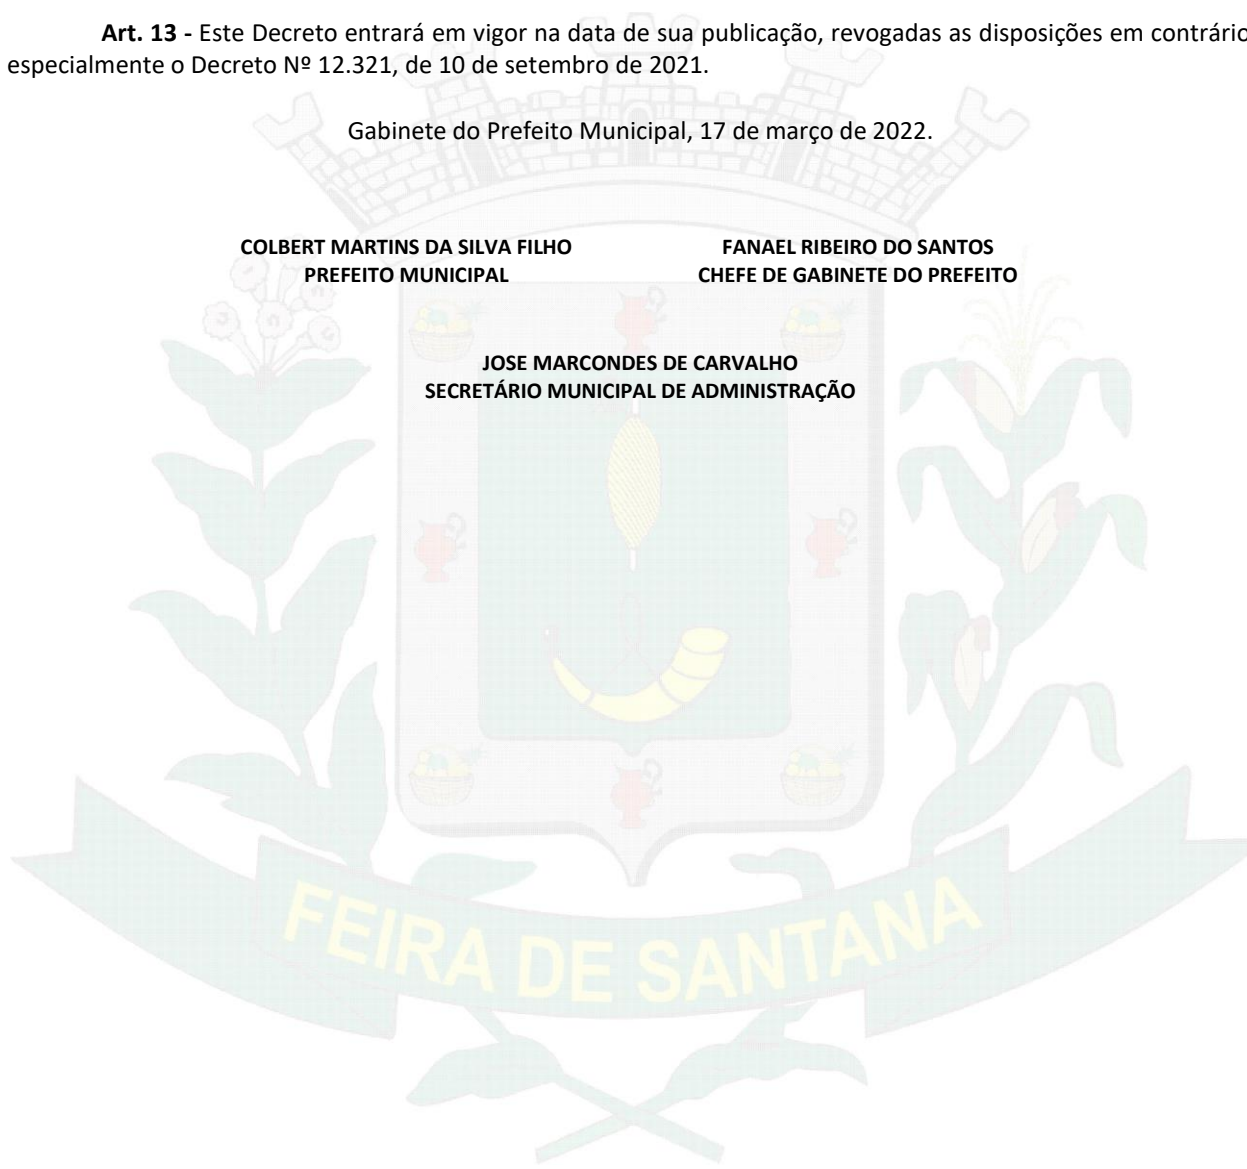 Art. 13 - Este Decreto entrará em vigor na data de sua publicação, revogadas as disposições em contrário
especialmente o Decreto Nº 12.321, de 10 de setembro de 2021.
Gabinete do Prefeito Municipal, 17 de março de 2022.
COLBERT MARTINS DA SILVA FILHO
PREFEITO MUNICIPAL
FANAEL RIBEIRO DO SANTOS
CHEFE DE GABINETE DO PREFEITO
JOSE MARCONDES DE CARVALHO
SECRETÁRIO MUNICIPAL DE ADMINISTRAÇÃO
FEIRA DE SANTANA